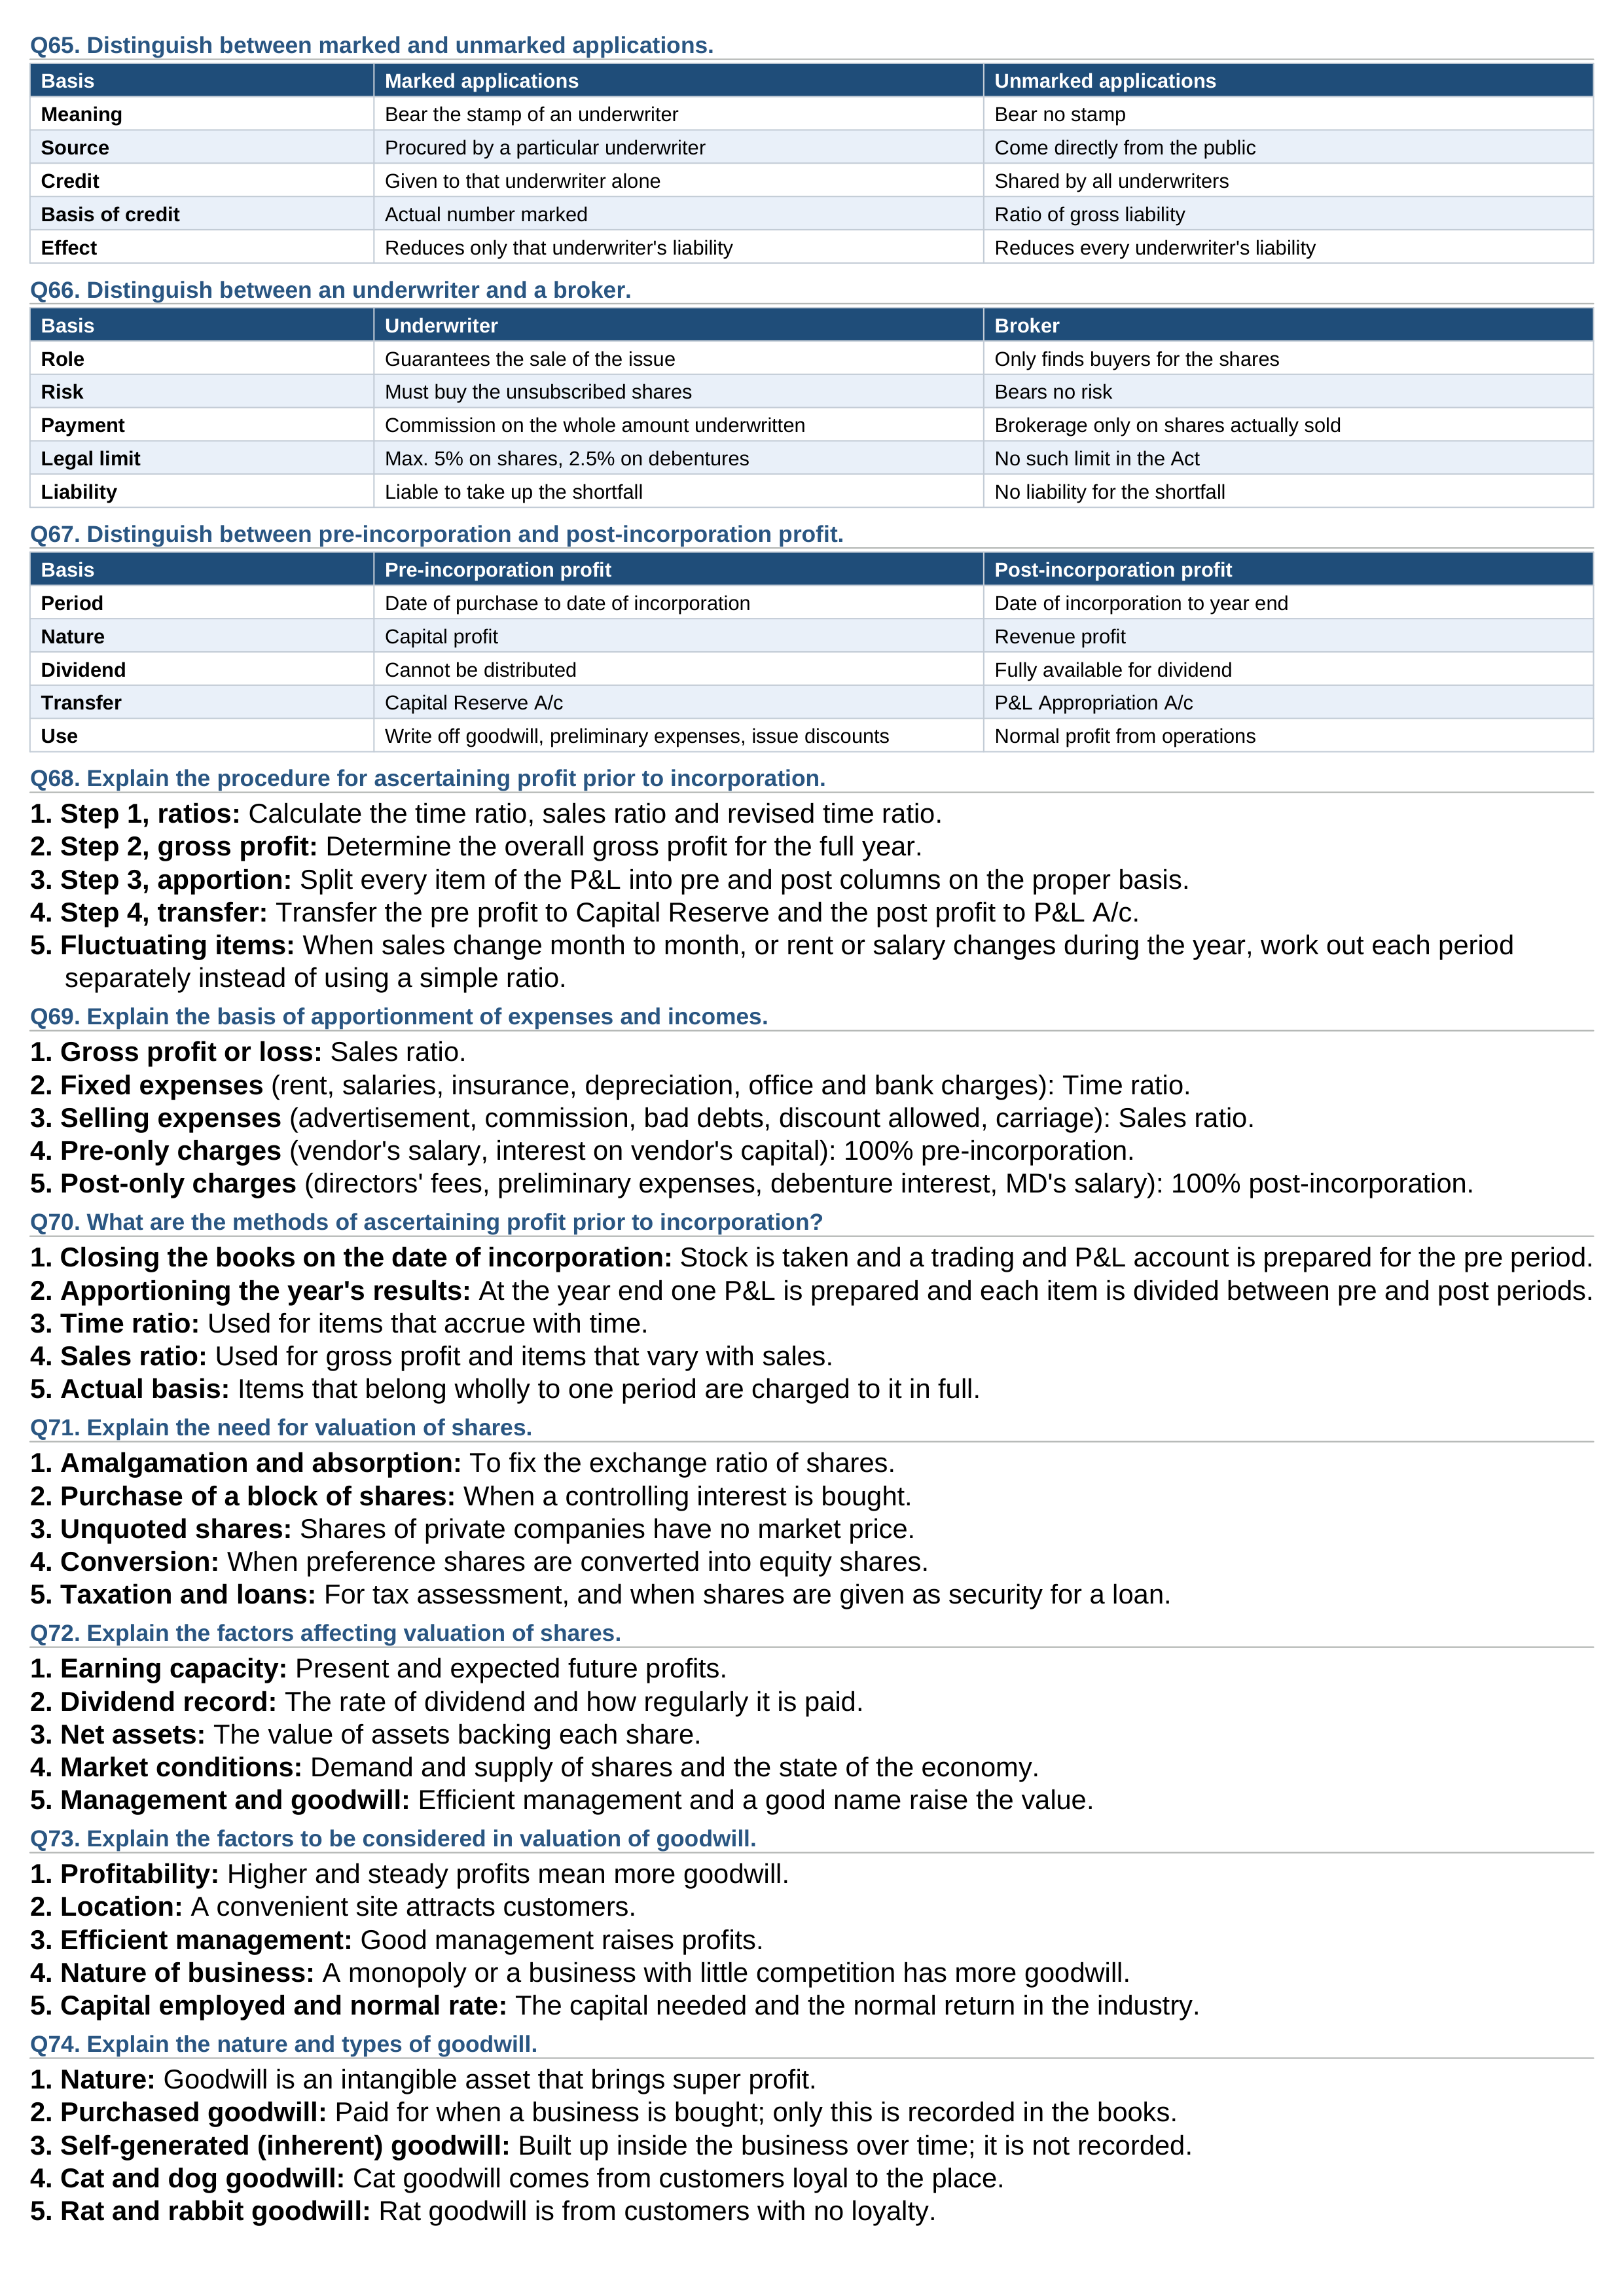 Q65. Distinguish between marked and unmarked applications.
Basis Marked applications Unmarked applications
Meaning Bear the stamp of an underwriter Bear no stamp
Source Procured by a particular underwriter Come directly from the public
Credit Given to that underwriter alone Shared by all underwriters
Basis of credit Actual number marked Ratio of gross liability
Effect Reduces only that underwriter's liability Reduces every underwriter's liability
Q66. Distinguish between an underwriter and a broker.
Basis Underwriter Broker
Role Guarantees the sale of the issue Only finds buyers for the shares
Risk Must buy the unsubscribed shares Bears no risk
Payment Commission on the whole amount underwritten Brokerage only on shares actually sold
Legal limit Max. 5% on shares, 2.5% on debentures No such limit in the Act
Liability Liable to take up the shortfall No liability for the shortfall
Q67. Distinguish between pre-incorporation and post-incorporation profit.
Basis Pre-incorporation profit Post-incorporation profit
Period Date of purchase to date of incorporation Date of incorporation to year end
Nature Capital profit Revenue profit
Dividend Cannot be distributed Fully available for dividend
Transfer Capital Reserve A/c P&L Appropriation A/c
Use Write off goodwill, preliminary expenses, issue discounts Normal profit from operations
Q68. Explain the procedure for ascertaining profit prior to incorporation.
1. Step 1, ratios: Calculate the time ratio, sales ratio and revised time ratio.
2. Step 2, gross profit: Determine the overall gross profit for the full year.
3. Step 3, apportion: Split every item of the P&L into pre and post columns on the proper basis.
4. Step 4, transfer: Transfer the pre profit to Capital Reserve and the post profit to P&L A/c.
5. Fluctuating items: When sales change month to month, or rent or salary changes during the year, work out each period
separately instead of using a simple ratio.
Q69. Explain the basis of apportionment of expenses and incomes.
1. Gross profit or loss: Sales ratio.
2. Fixed expenses (rent, salaries, insurance, depreciation, office and bank charges): Time ratio.
3. Selling expenses (advertisement, commission, bad debts, discount allowed, carriage): Sales ratio.
4. Pre-only charges (vendor's salary, interest on vendor's capital): 100% pre-incorporation.
5. Post-only charges (directors' fees, preliminary expenses, debenture interest, MD's salary): 100% post-incorporation.
Q70. What are the methods of ascertaining profit prior to incorporation?
1. Closing the books on the date of incorporation: Stock is taken and a trading and P&L account is prepared for the pre period.
2. Apportioning the year's results: At the year end one P&L is prepared and each item is divided between pre and post periods.
3. Time ratio: Used for items that accrue with time.
4. Sales ratio: Used for gross profit and items that vary with sales.
5. Actual basis: Items that belong wholly to one period are charged to it in full.
Q71. Explain the need for valuation of shares.
1. Amalgamation and absorption: To fix the exchange ratio of shares.
2. Purchase of a block of shares: When a controlling interest is bought.
3. Unquoted shares: Shares of private companies have no market price.
4. Conversion: When preference shares are converted into equity shares.
5. Taxation and loans: For tax assessment, and when shares are given as security for a loan.
Q72. Explain the factors affecting valuation of shares.
1. Earning capacity: Present and expected future profits.
2. Dividend record: The rate of dividend and how regularly it is paid.
3. Net assets: The value of assets backing each share.
4. Market conditions: Demand and supply of shares and the state of the economy.
5. Management and goodwill: Efficient management and a good name raise the value.
Q73. Explain the factors to be considered in valuation of goodwill.
1. Profitability: Higher and steady profits mean more goodwill.
2. Location: A convenient site attracts customers.
3. Efficient management: Good management raises profits.
4. Nature of business: A monopoly or a business with little competition has more goodwill.
5. Capital employed and normal rate: The capital needed and the normal return in the industry.
Q74. Explain the nature and types of goodwill.
1. Nature: Goodwill is an intangible asset that brings super profit.
2. Purchased goodwill: Paid for when a business is bought; only this is recorded in the books.
3. Self-generated (inherent) goodwill: Built up inside the business over time; it is not recorded.
4. Cat and dog goodwill: Cat goodwill comes from customers loyal to the place.
5. Rat and rabbit goodwill: Rat goodwill is from customers with no loyalty.